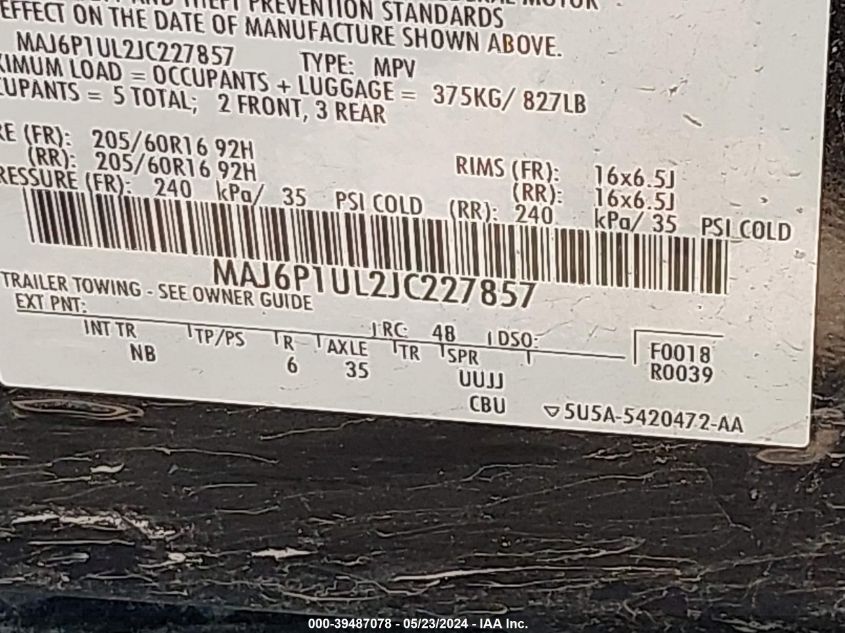 PREVENTION STANDARDS
EFFECT ON THE DATE OF MANUFACTURE SHOWN ABOVE.
MAJ6P1UL2JC227857 TYPE: MPV
XIMUM LOAD = OCCUPANTS + LUGGAGE = 375KG/ 827LB
CUPANTS = 5 TOTAL; 2 FRONT, 3 REAR
RE (FR): 205/60R16 92H RIMS (FR): 16x6.5J
(RR): 205/60R16 92H (RR): 16x6.5J
RESSURE (FR): 240 kPa/ 35 PSI COLD (RR): 240 kPa/ 35 PSI COLD
MAJ6P1UL2JC227857
TRAILER TOWING - SEE OWNER GUIDE
EXT PNT: RC: 48 DSO:
INT TR TP/PS R AXLE TR SPR F0018
NB 6 35 UUJJ R0039
CBU 5U5A-5420472-AA
000-39487078 - 05/23/2024 - IAA Inc.